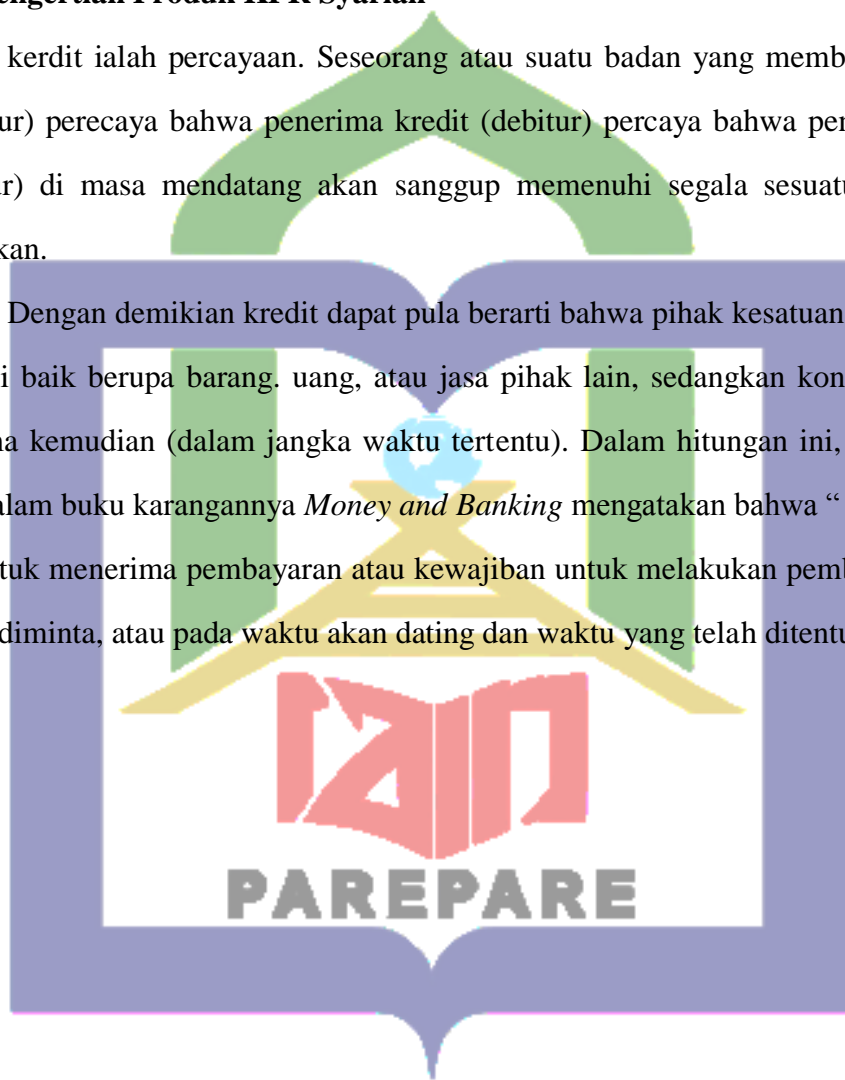 engertian Produk KPR Syariah
kerdit ialah percayaan. Seseorang atau suatu badan yang memb
ur) perecaya bahwa penerima kredit (debitur) percaya bahwa per
ur) di masa mendatang akan sanggup memenuhi segala sesuatu
kan.
Dengan demikian kredit dapat pula berarti bahwa pihak kesatuan
i baik berupa barang. uang, atau jasa pihak lain, sedangkan kon
na kemudian (dalam jangka waktu tertentu). Dalam hitungan ini,
alam buku karangannya Money and Banking mengatakan bahwa “
tuk menerima pembayaran atau kewajiban untuk melakukan pemb
diminta, atau pada waktu akan dating dan waktu yang telah ditentu
iain
PAREPARE